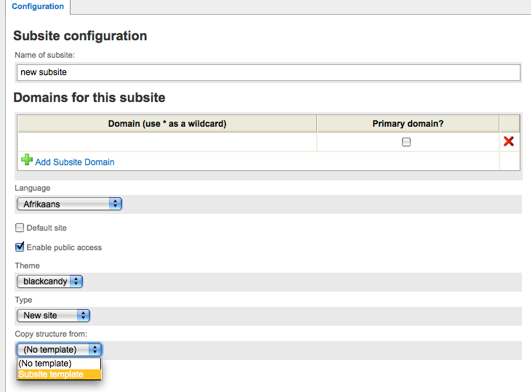 Configuration
Subsite configuration
Name of subsite:
new subsite
Domains for this subsite
Domain (use * as a wildcard) Primary domain?
Add Subsite Domain
Language
Afrikaans
Default site
Enable public access
Theme
blackcandy
Type
New site
Copy structure from:
(No template)
(No template)
Subsite template